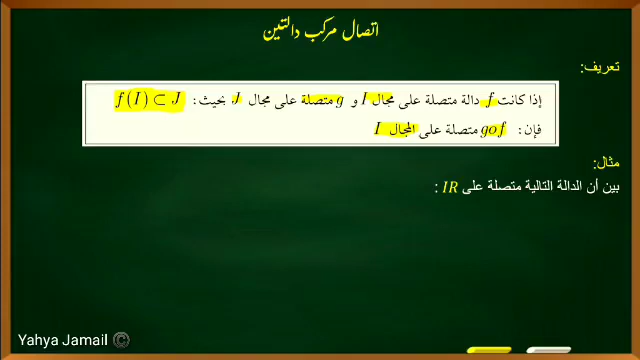 اتصال مركب دالتين
تعريف:
إذا كانت f دالة متصلة على مجال I و g متصلة على مجال J بحيث: f(I) ⊂ J
فإن: gof متصلة على المجال I
مثال:
بين أن الدالة التالية متصلة على IR :
Yahya Jamail ©